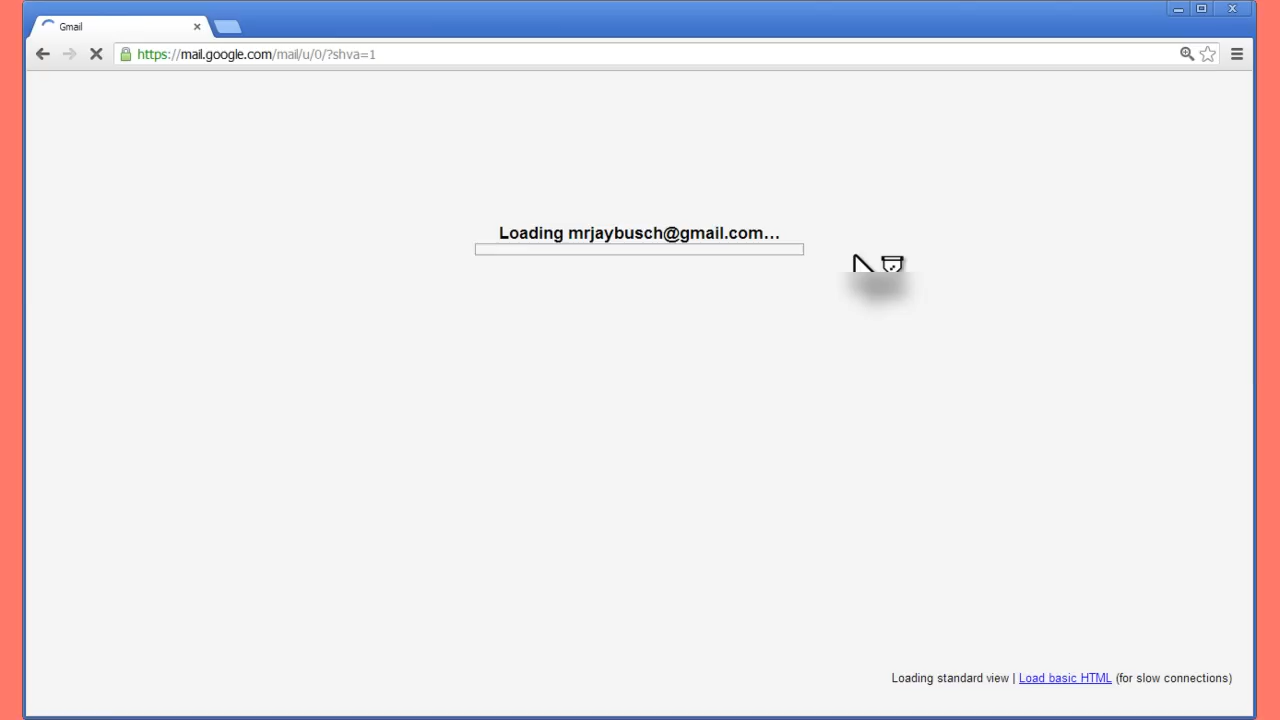 Gmail
https://mail.google.com/mail/u/0/?shva=1
Loading mrjaybusch@gmail.com...
Loading standard view | Load basic HTML (for slow connections)